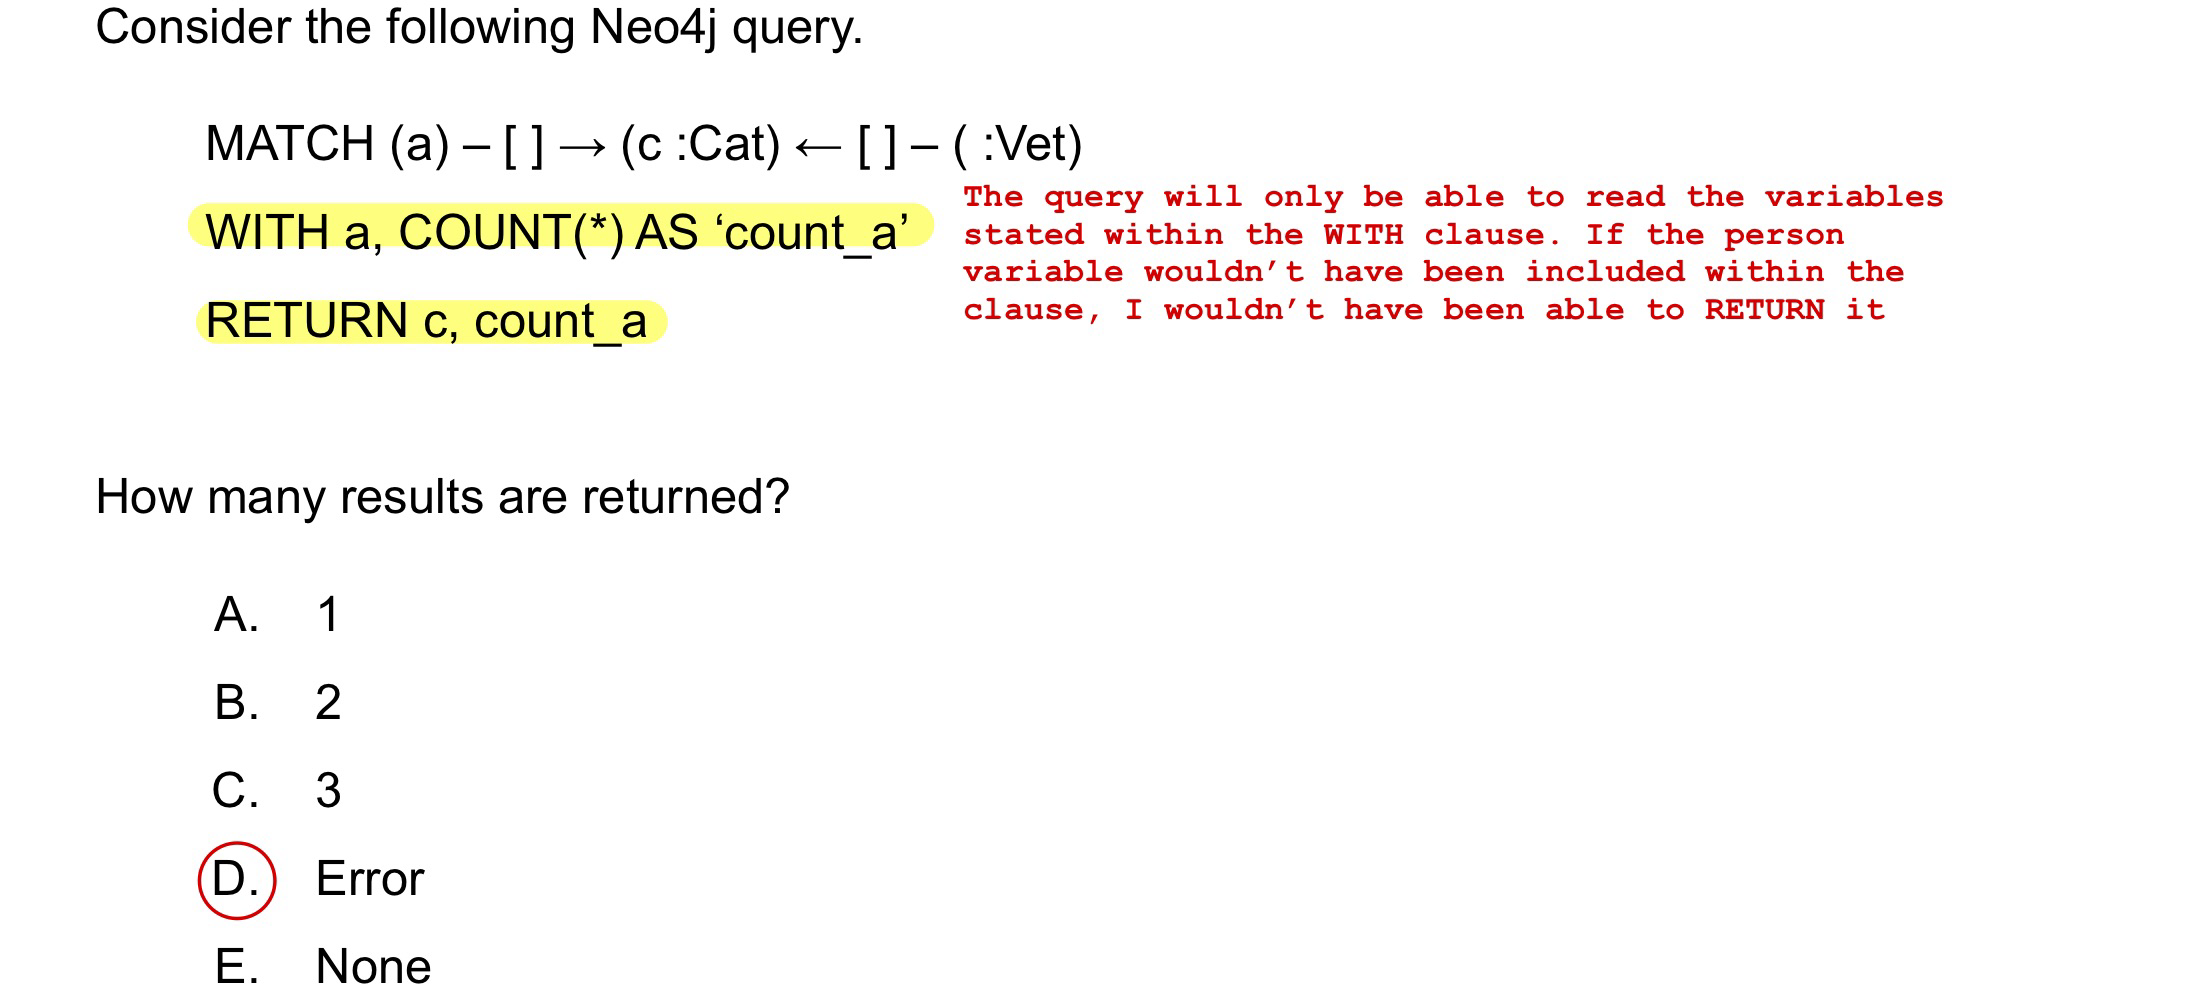 Consider the following Neo4j query.
MATCH (a) – [ ] → (c :Cat) ← [ ] – ( :Vet)
WITH a, COUNT(*) AS ‘count_a’
RETURN c, count_a
The query will only be able to read the variables
stated within the WITH clause. If the person
variable wouldn’t have been included within the
clause, I wouldn’t have been able to RETURN it
How many results are returned?
A. 1
B. 2
C. 3
D. Error
E. None